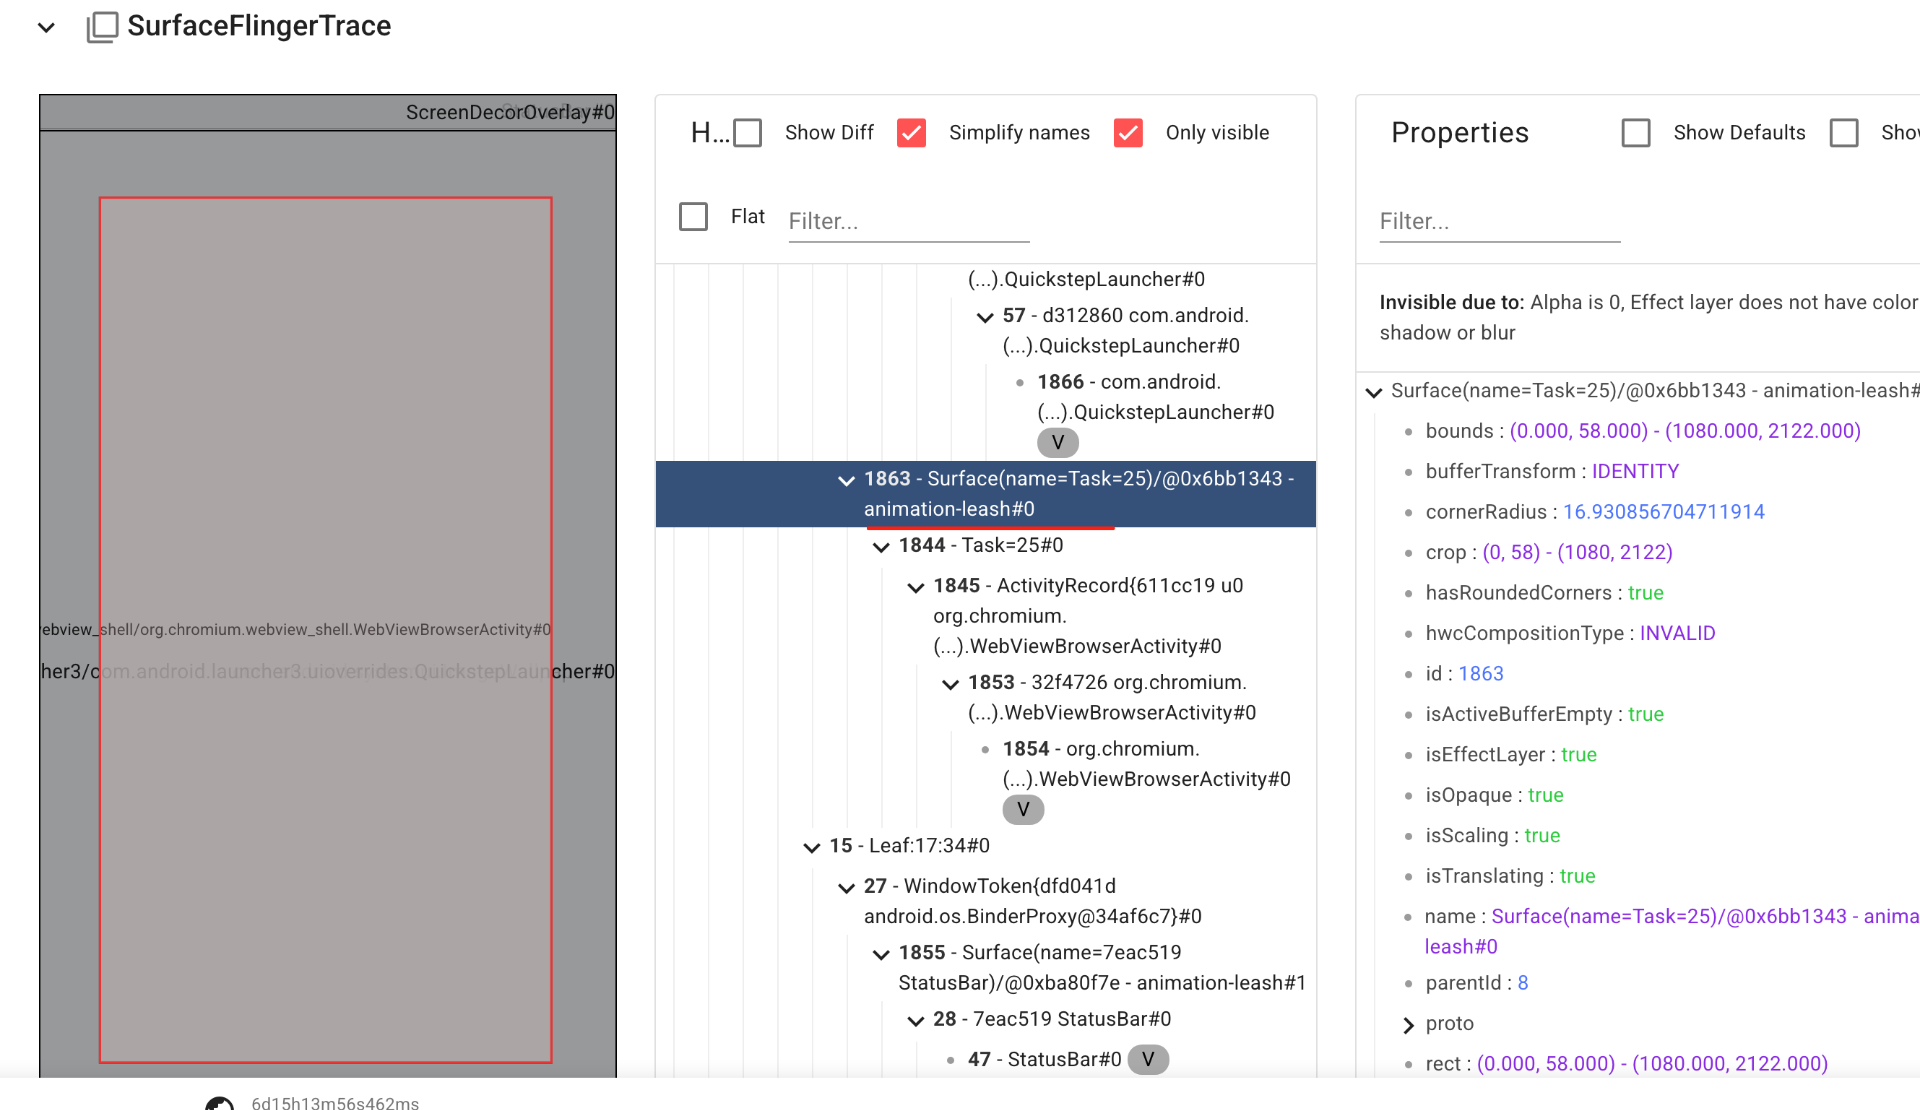 SurfaceFlingerTrace
ScreenDecorOverlay#0
ebview_shell/org.chromium.webview_shell.WebViewBrowserActivity#0
her3/com.android.launcher3.uioverrides.QuickstepLauncher#0
H...
Show Diff
Simplify names
Only visible
Flat
Filter...
(...).QuickstepLauncher#0
57 - d312860 com.android.
(...).QuickstepLauncher#0
1866 - com.android.
(...).QuickstepLauncher#0
V
1863 - Surface(name=Task=25)/@0x6bb1343 -
animation-leash#0
1844 - Task=25#0
1845 - ActivityRecord{611cc19 u0
org.chromium.
(...).WebViewBrowserActivity#0
1853 - 32f4726 org.chromium.
(...).WebViewBrowserActivity#0
1854 - org.chromium.
(...).WebViewBrowserActivity#0
V
15 - Leaf:17:34#0
27 - WindowToken{dfd041d
android.os.BinderProxy@34af6c7}#0
1855 - Surface(name=7eac519
StatusBar)/@0xba80f7e - animation-leash#1
28 - 7eac519 StatusBar#0
47 - StatusBar#0 V
Properties
Show Defaults
Show
Filter...
Invisible due to: Alpha is 0, Effect layer does not have color
shadow or blur
Surface(name=Task=25)/@0x6bb1343 - animation-leash#
bounds : (0.000, 58.000) - (1080.000, 2122.000)
bufferTransform : IDENTITY
cornerRadius : 16.930856704711914
crop : (0, 58) - (1080, 2122)
hasRoundedCorners : true
hwcCompositionType : INVALID
id : 1863
isActiveBufferEmpty : true
isEffectLayer : true
isOpaque : true
isScaling : true
isTranslating : true
name : Surface(name=Task=25)/@0x6bb1343 - anima
leash#0
parentId : 8
proto
rect : (0.000, 58.000) - (1080.000, 2122.000)
6d15h13m56s462ms